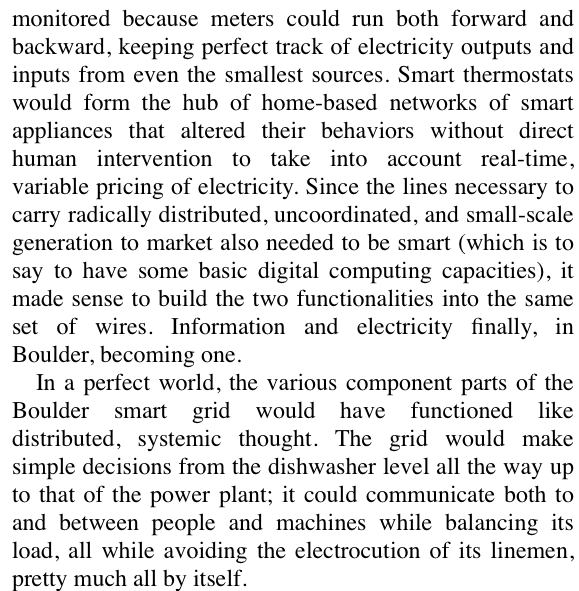 monitored because meters could run both forward and
backward, keeping perfect track of electricity outputs and
inputs from even the smallest sources. Smart thermostats
would form the hub of home-based networks of smart
appliances that altered their behaviors without direct
human intervention to take into account real-time,
variable pricing of electricity. Since the lines necessary to
carry radically distributed, uncoordinated, and small-scale
generation to market also needed to be smart (which is to
say to have some basic digital computing capacities), it
made sense to build the two functionalities into the same
set of wires. Information and electricity finally, in
Boulder, becoming one.
In a perfect world, the various component parts of the
Boulder smart grid would have functioned like
distributed, systemic thought. The grid would make
simple decisions from the dishwasher level all the way up
to that of the power plant; it could communicate both to
and between people and machines while balancing its
load, all while avoiding the electrocution of its linemen,
pretty much all by itself.